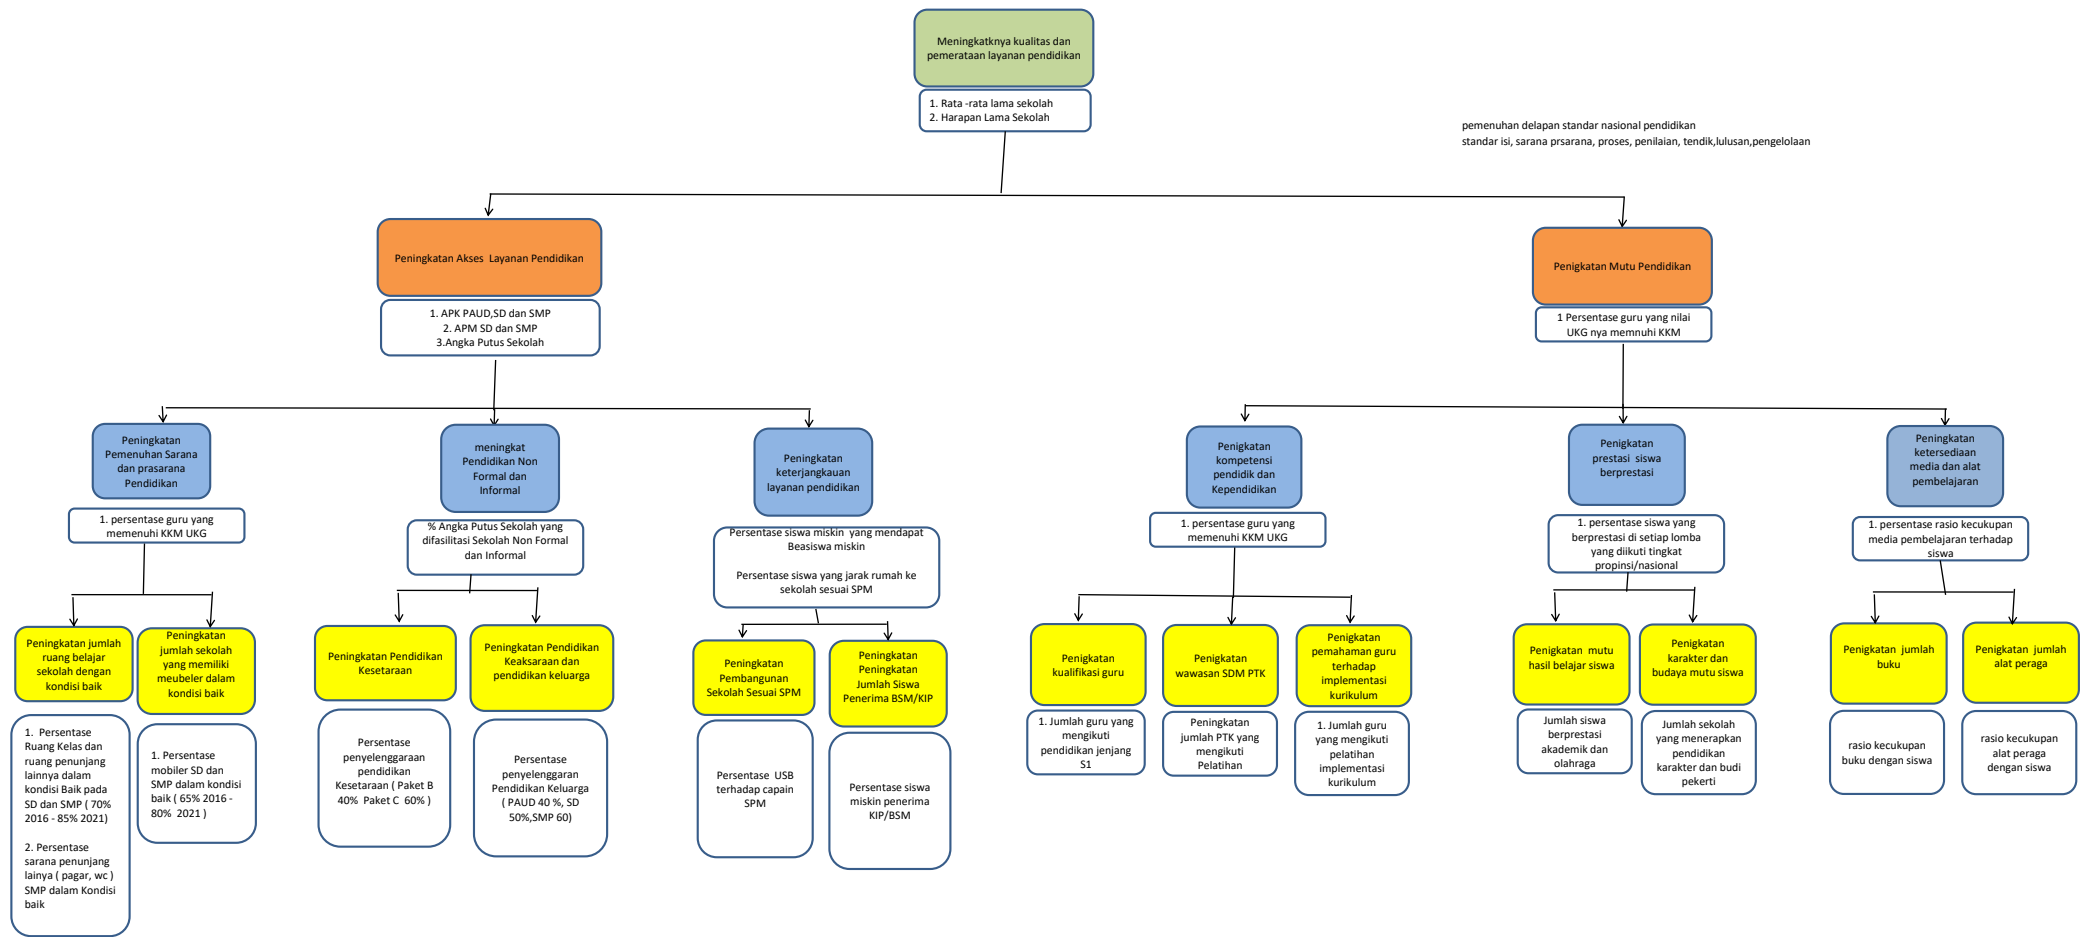 Meningkatknya kualitas dan
pemerataan layanan pendidikan
1. Rata -rata lama sekolah
2. Harapan Lama Sekolah
pemenuhan delapan standar nasional pendidikan
standar isi, sarana prsarana, proses, penilaian, tendik,lulusan,pengelolaan
Peningkatan Akses  Layanan Pendidikan
1. APK PAUD,SD dan SMP
2. APM SD dan SMP
3.Angka Putus Sekolah
Penigkatan Mutu Pendidikan
1 Persentase guru yang nilai
UKG nya memnuhi KKM
Peningkatan
Pemenuhan Sarana
dan prasarana
Pendidikan
1. persentase guru yang
memenuhi KKM UKG
meningkat
Pendidikan Non
Formal dan
Informal
% Angka Putus Sekolah yang
difasilitasi Sekolah Non Formal
dan Informal
Peningkatan
keterjangkauan
layanan pendidikan
Persentase siswa miskin  yang mendapat
Beasiswa miskin
Persentase siswa yang jarak rumah ke
sekolah sesuai SPM
Penigkatan
kompetensi
pendidik dan
Kependidikan
1. persentase guru yang
memenuhi KKM UKG
Penigkatan
prestasi  siswa
berprestasi
1. persentase siswa yang
berprestasi di setiap lomba
yang diikuti tingkat
propinsi/nasional
Peningkatan
ketersediaan
media dan alat
pembelajaran
1. persentase rasio kecukupan
media pembelajaran terhadap
siswa
Peningkatan jumlah
ruang belajar
sekolah dengan
kondisi baik
1.  Persentase
Ruang Kelas dan
ruang penunjang
lainnya dalam
kondisi Baik pada
SD dan SMP ( 70%
2016 - 85% 2021)
2. Persentase
sarana penunjang
lainya ( pagar, wc )
SMP dalam Kondisi
baik
Peningkatan
jumlah sekolah
yang memiliki
meubeler dalam
kondisi baik
1. Persentase
mobiler SD dan
SMP dalam kondisi
baik ( 65% 2016 -
80%  2021 )
Peningkatan Pendidikan
Kesetaraan
Persentase
penyelenggaraan
pendidikan
Kesetaraan ( Paket B
40%  Paket C  60% )
Peningkatan Pendidikan
Keaksaraan dan
pendidikan keluarga
Persentase
penyelenggaran
Pendidikan Keluarga
( PAUD 40 %, SD
50%,SMP 60)
Peningkatan
Pembangunan
Sekolah Sesuai SPM
Persentase  USB
terhadap capain
SPM
Peningkatan
Peningkatan
Jumlah Siswa
Penerima BSM/KIP
Persentase siswa
miskin penerima
KIP/BSM
Penigkatan
kualifikasi guru
1. Jumlah guru yang
mengikuti
pendidikan jenjang
S1
Penigkatan
wawasan SDM PTK
Peningkatan
jumlah PTK yang
mengikuti
Pelatihan
Penigkatan
pemahaman guru
terhadap
implementasi
kurikulum
1. Jumlah guru
yang mengikuti
pelatihan
implementasi
kurikulum
Penigkatan  mutu
hasil belajar siswa
Jumlah siswa
berprestasi
akademik dan
olahraga
Penigkatan
karakter dan
budaya mutu siswa
Jumlah sekolah
yang menerapkan
pendidikan
karakter dan budi
pekerti
Penigkatan  jumlah
buku
rasio kecukupan
buku dengan siswa
Penigkatan  jumlah
alat peraga
rasio kecukupan
alat peraga
dengan siswa